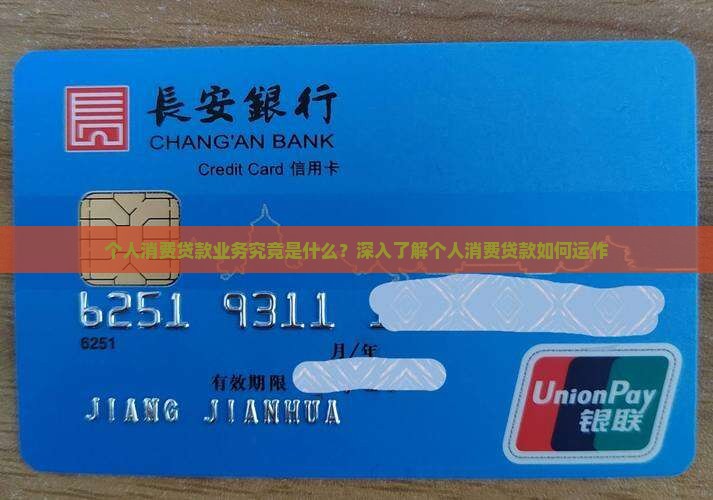 長安銀行
CHANG'AN BANK
Credit Card 信用卡
个人消费贷款业务究竟是什么？深入了解个人消费贷款如何运作
6251 9311 1
6251
月/年
有效期限
JIANG JIANHUA
UnionPay
银联